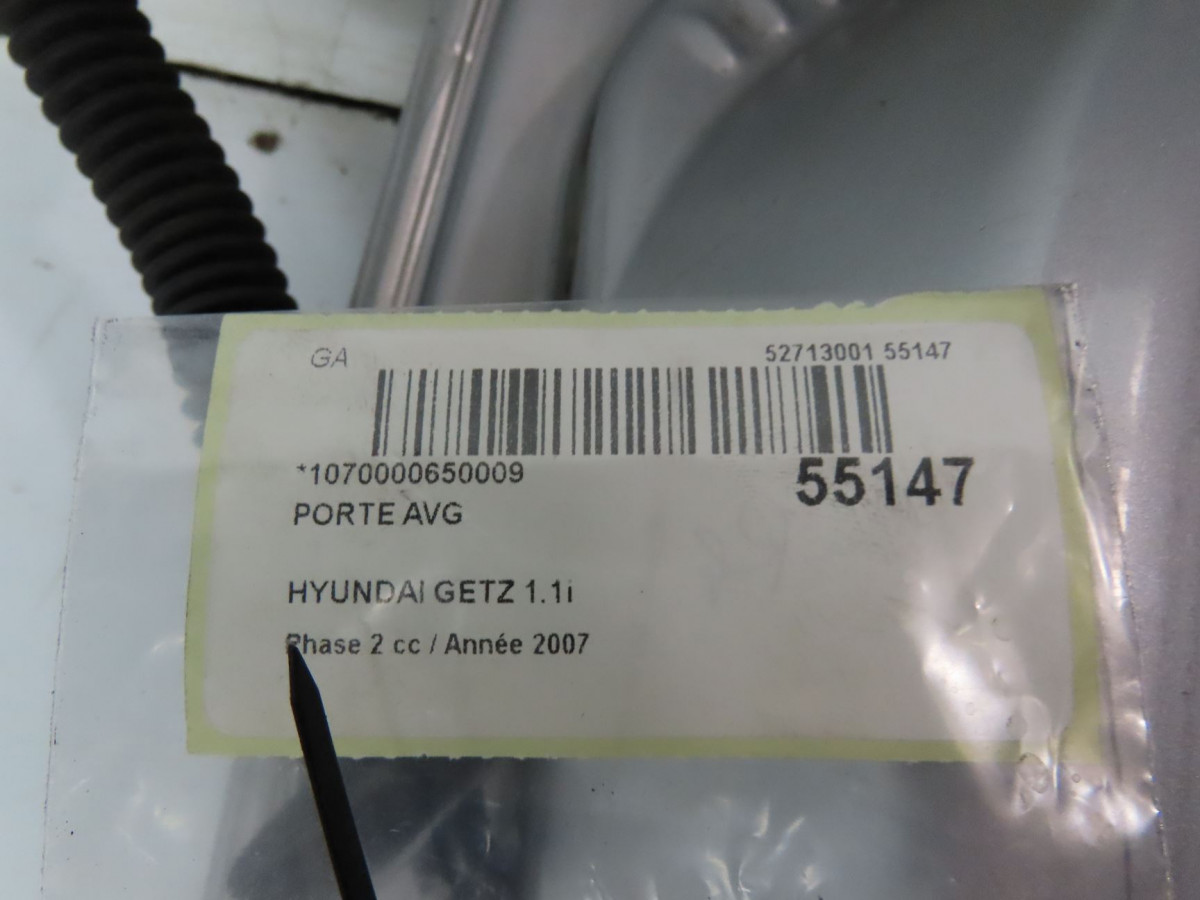 GA
52713001 55147
*1070000650009
55147
PORTE AVG
HYUNDAI GETZ 1.1i
Phase 2 cc / Année 2007